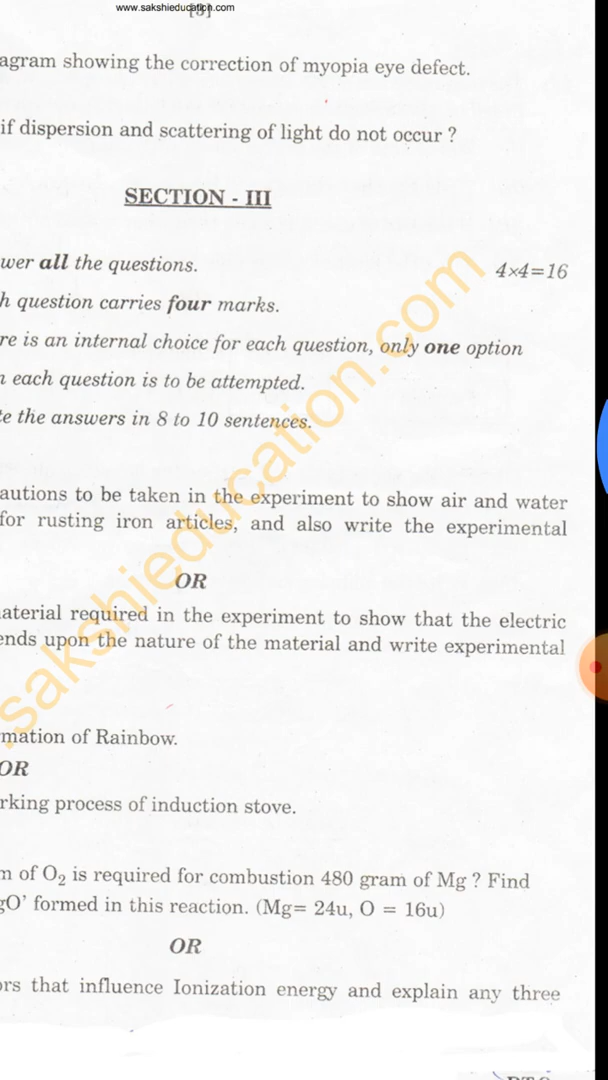 www.sakshieducation.com
[3]
agram showing the correction of myopia eye defect.
if dispersion and scattering of light do not occur ?
SECTION - III
wer all the questions. 4×4=16
h question carries four marks.
re is an internal choice for each question, only one option
n each question is to be attempted.
te the answers in 8 to 10 sentences.
autions to be taken in the experiment to show air and water
for rusting iron articles, and also write the experimental
OR
aterial required in the experiment to show that the electric
ends upon the nature of the material and write experimental
.sakshieducation.com
mation of Rainbow.
OR
rking process of induction stove.
m of O₂ is required for combustion 480 gram of Mg ? Find
gO’ formed in this reaction. (Mg= 24u, O = 16u)
OR
ors that influence Ionization energy and explain any three